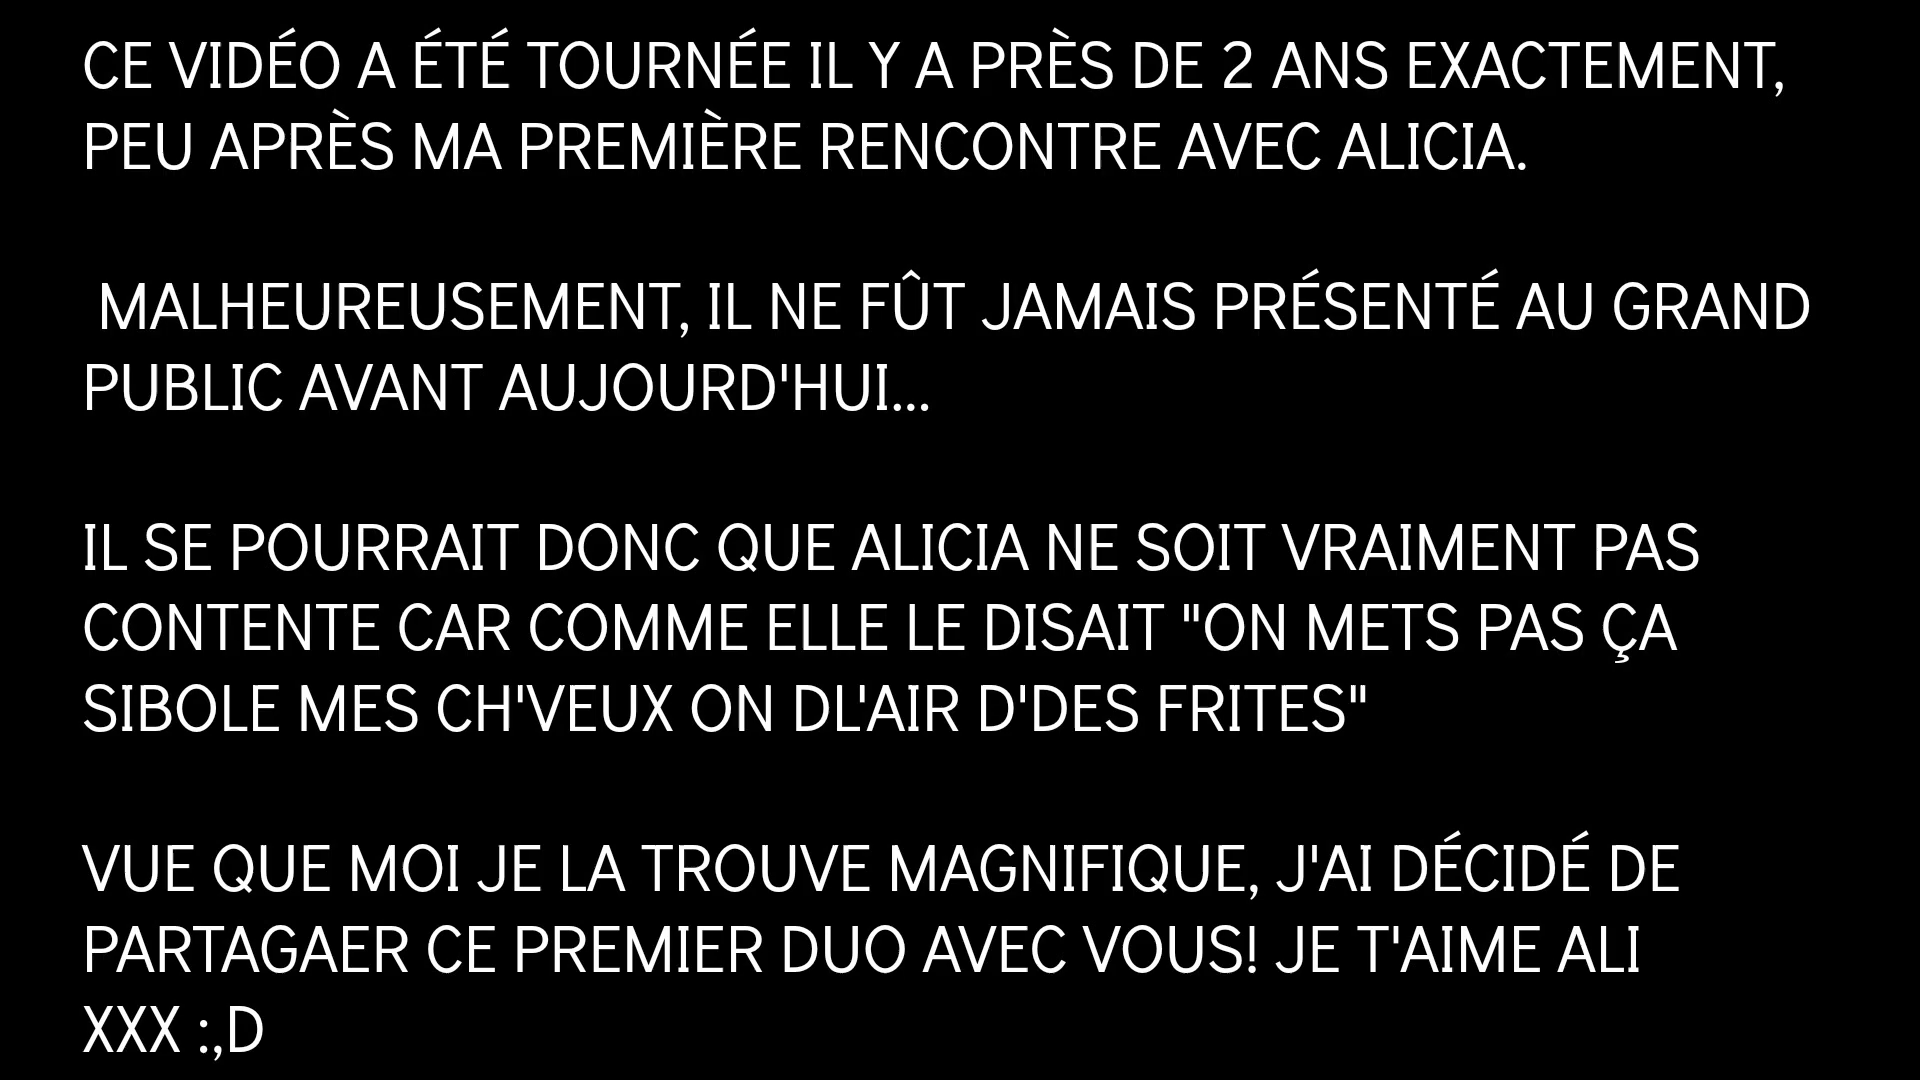 CE VIDÉO A ÉTÉ TOURNÉE IL Y A PRÈS DE 2 ANS EXACTEMENT,
PEU APRÈS MA PREMIÈRE RENCONTRE AVEC ALICIA.
MALHEUREUSEMENT, IL NE FÛT JAMAIS PRÉSENTÉ AU GRAND
PUBLIC AVANT AUJOURD'HUI...
IL SE POURRAIT DONC QUE ALICIA NE SOIT VRAIMENT PAS
CONTENTE CAR COMME ELLE LE DISAIT "ON METS PAS ÇA
SIBOLE MES CH'VEUX ON DL'AIR D'DES FRITES"
VUE QUE MOI JE LA TROUVE MAGNIFIQUE, J'AI DÉCIDÉ DE
PARTAGAER CE PREMIER DUO AVEC VOUS! JE T'AIME ALI
XXX :,D